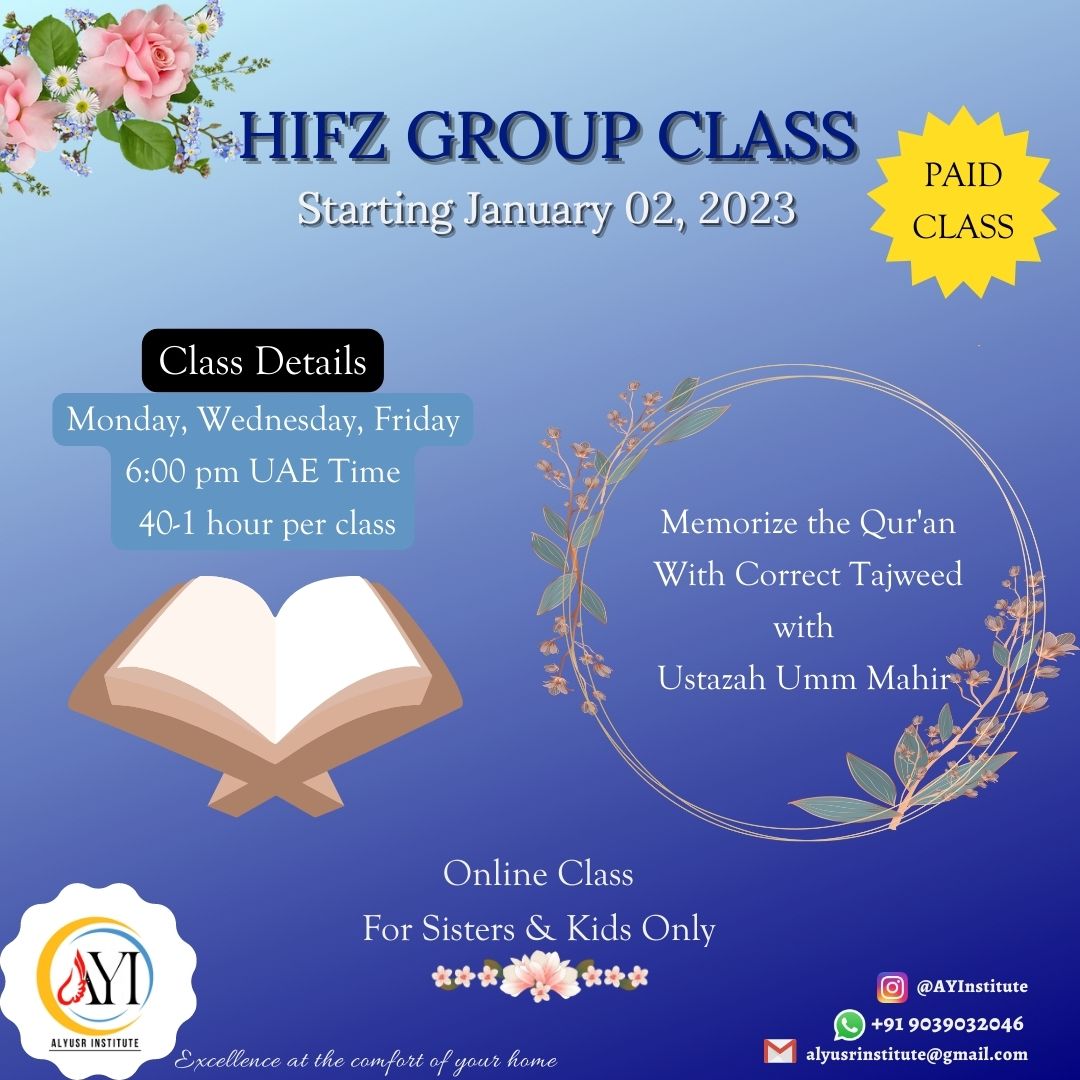 HIFZ GROUP CLASS
Starting January 02, 2023
PAID
CLASS
Class Details
Monday, Wednesday, Friday
6:00 pm UAE Time
40-1 hour per class
Memorize the Qur'an
With Correct Tajweed
with
Ustazah Umm Mahir
Online Class
For Sisters & Kids Only
AYI
ALYUSR INSTITUTE
Excellence at the comfort of your home
@AYInstitute
+91 9039032046
alyusrinstitute@gmail.com